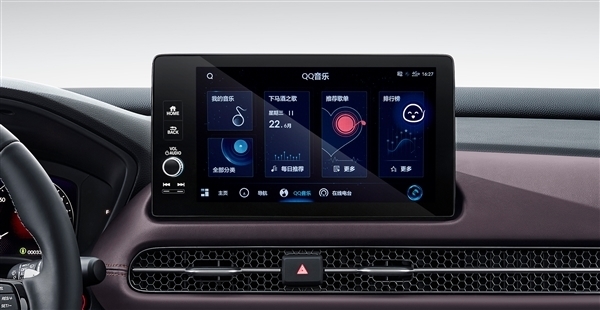 QQ音乐
16:27
HOME
BACK
VOL
AUDIO
我的音乐
全部分类
下马酒之歌
星期三
22.6月
每日推荐
推荐歌单
更多
排行榜
更多
主页
导航
QQ音乐
在线电台
RES/+